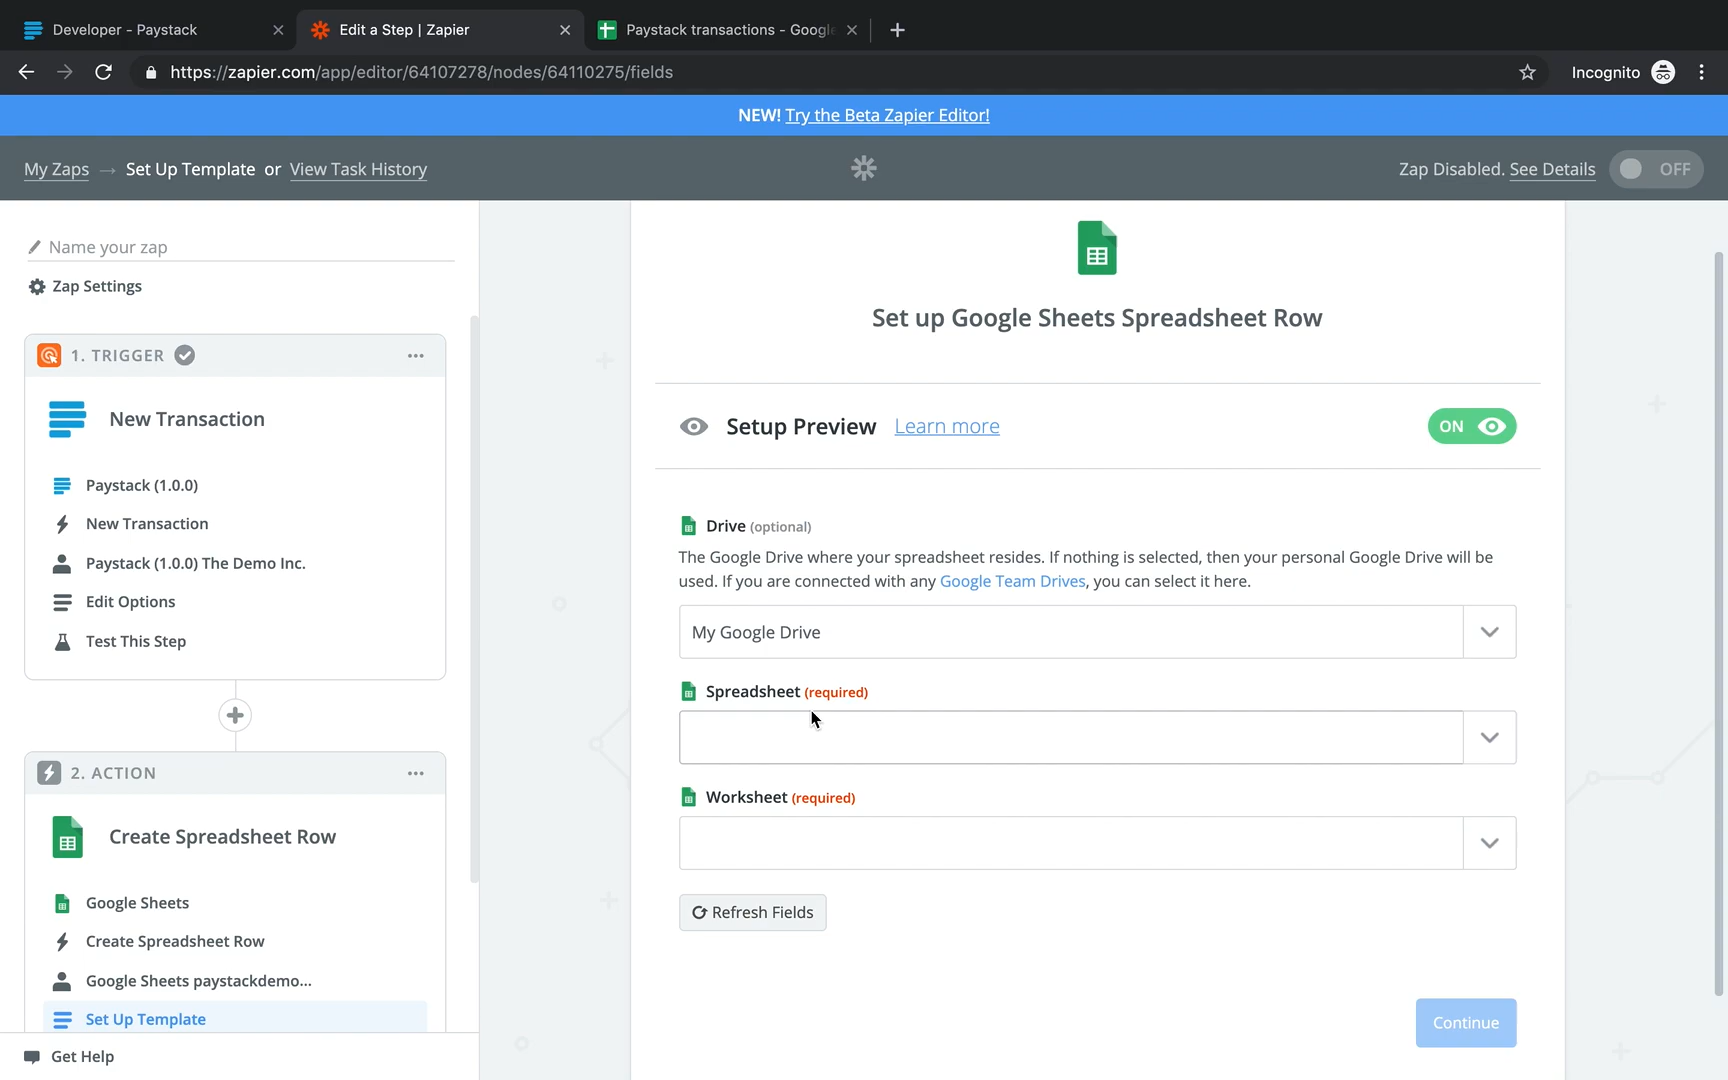 Developer - Paystack
Edit a Step | Zapier
Paystack transactions - Google
https://zapier.com/app/editor/64107278/nodes/64110275/fields
Incognito
NEW! Try the Beta Zapier Editor!
My Zaps → Set Up Template or View Task History
Zap Disabled. See Details
OFF
Name your zap
Zap Settings
1. TRIGGER
New Transaction
Paystack (1.0.0)
New Transaction
Paystack (1.0.0) The Demo Inc.
Edit Options
Test This Step
2. ACTION
Create Spreadsheet Row
Google Sheets
Create Spreadsheet Row
Google Sheets paystackdemo...
Set Up Template
Get Help
Set up Google Sheets Spreadsheet Row
Setup Preview Learn more
ON
Drive (optional)
The Google Drive where your spreadsheet resides. If nothing is selected, then your personal Google Drive will be
used. If you are connected with any Google Team Drives, you can select it here.
My Google Drive
Spreadsheet (required)
Worksheet (required)
Refresh Fields
Continue